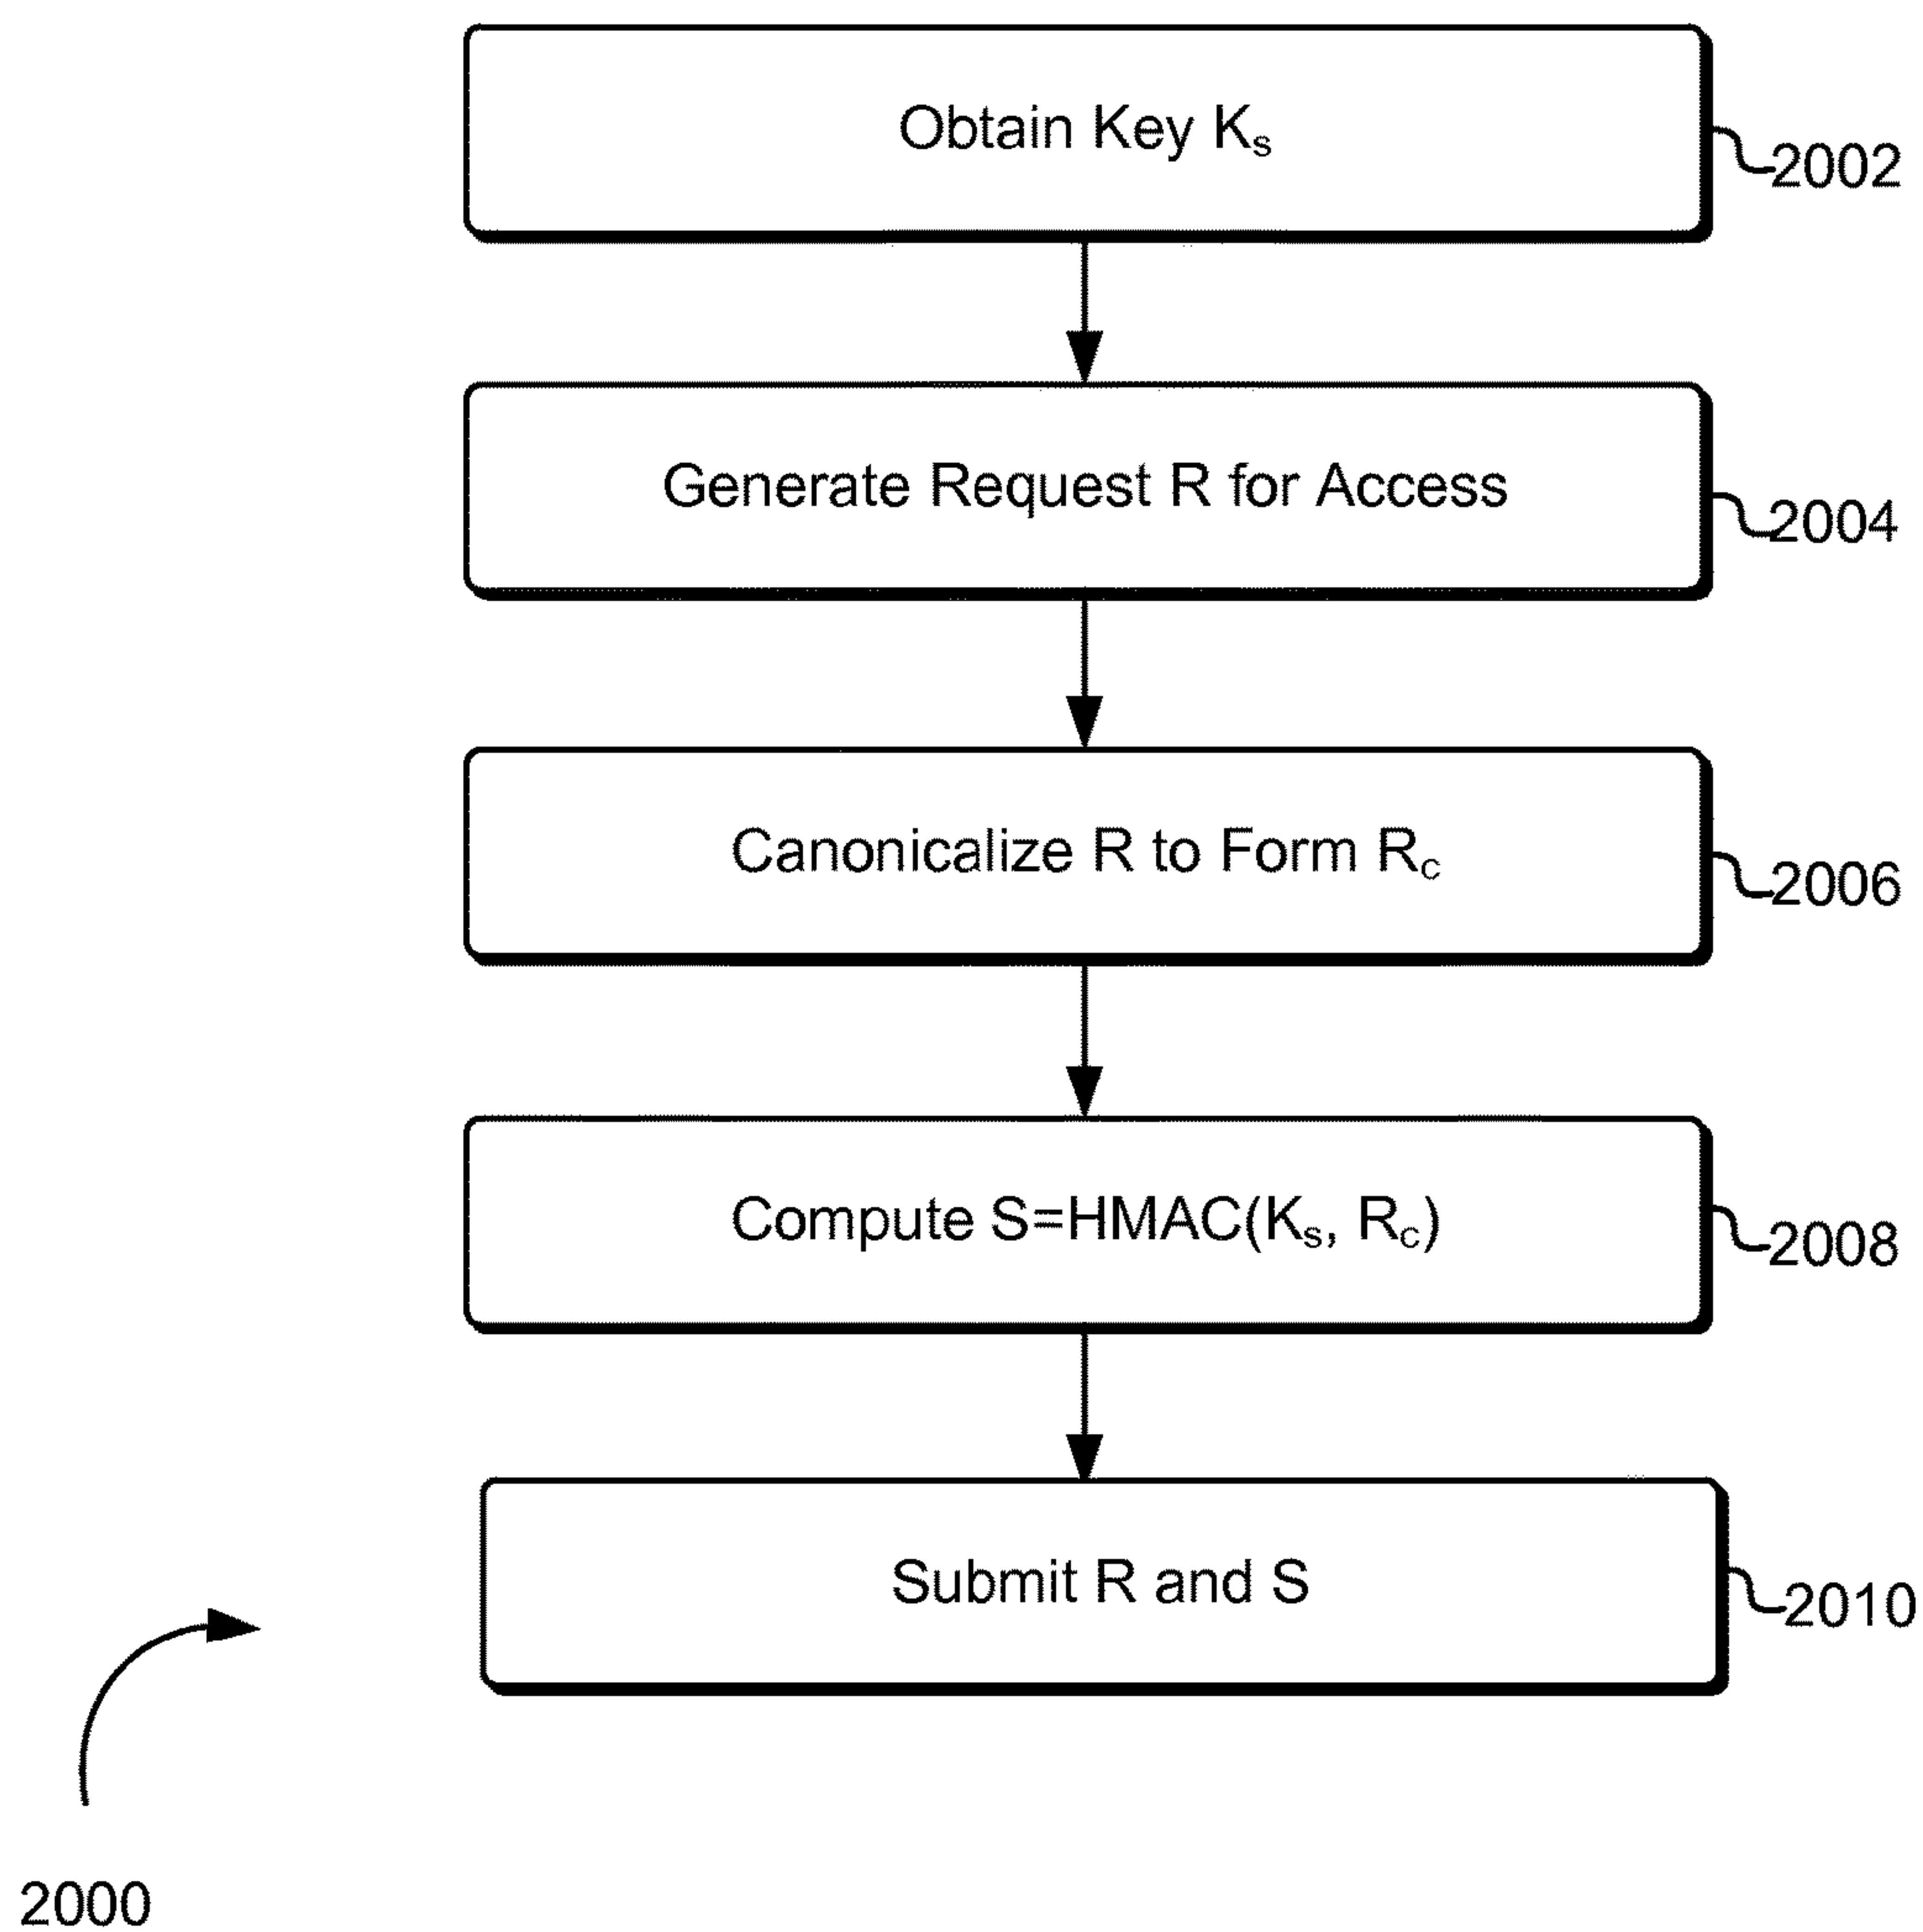 Obtain Key Ks
2002
Generate Request R for Access
2004
Canonicalize R to Form Rc
2006
Compute S=HMAC(Ks, Rc)
2008
Submit R and S
2010
2000